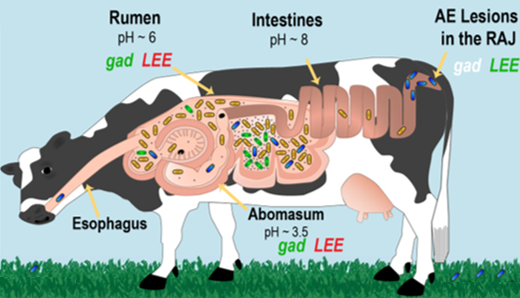 Rumen
pH ~ 6
gad LEE
Intestines
pH ~ 8
AE Lesions
in the RAJ
gad LEE
Esophagus
Abomasum
pH ~ 3.5
gad LEE